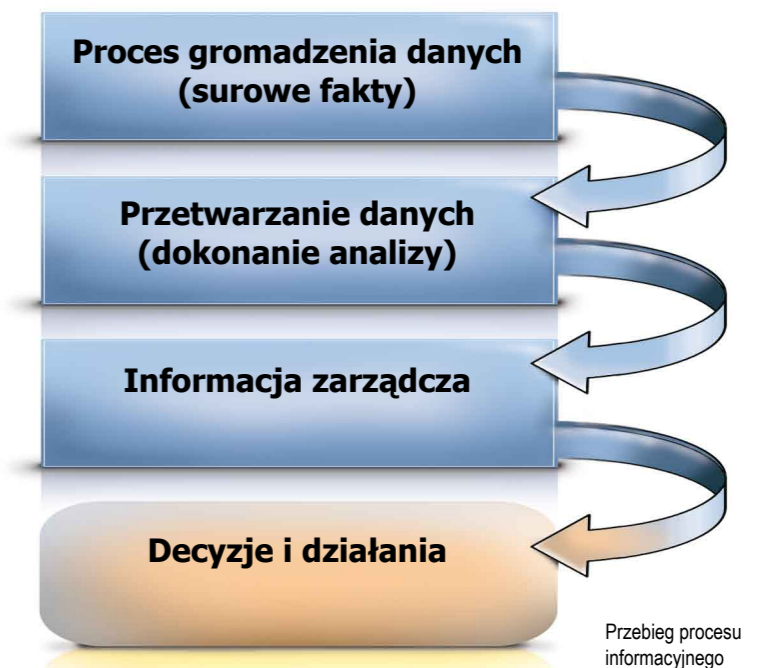 Proces gromadzenia danych
(surowe fakty)
Przetwarzanie danych
(dokonanie analizy)
Informacja zarządcza
Decyzje i działania
Przebieg procesu
informacyjnego